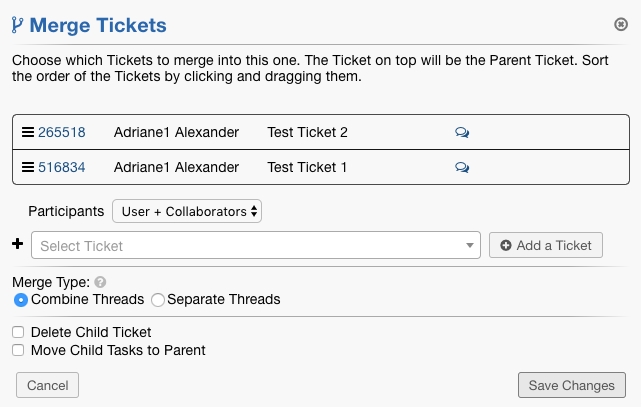 Merge Tickets
Choose which Tickets to merge into this one. The Ticket on top will be the Parent Ticket. Sort
the order of the Tickets by clicking and dragging them.
265518 Adriane1 Alexander Test Ticket 2
516834 Adriane1 Alexander Test Ticket 1
Participants User + Collaborators
Select Ticket Add a Ticket
Merge Type:
Combine Threads Separate Threads
Delete Child Ticket
Move Child Tasks to Parent
Cancel Save Changes